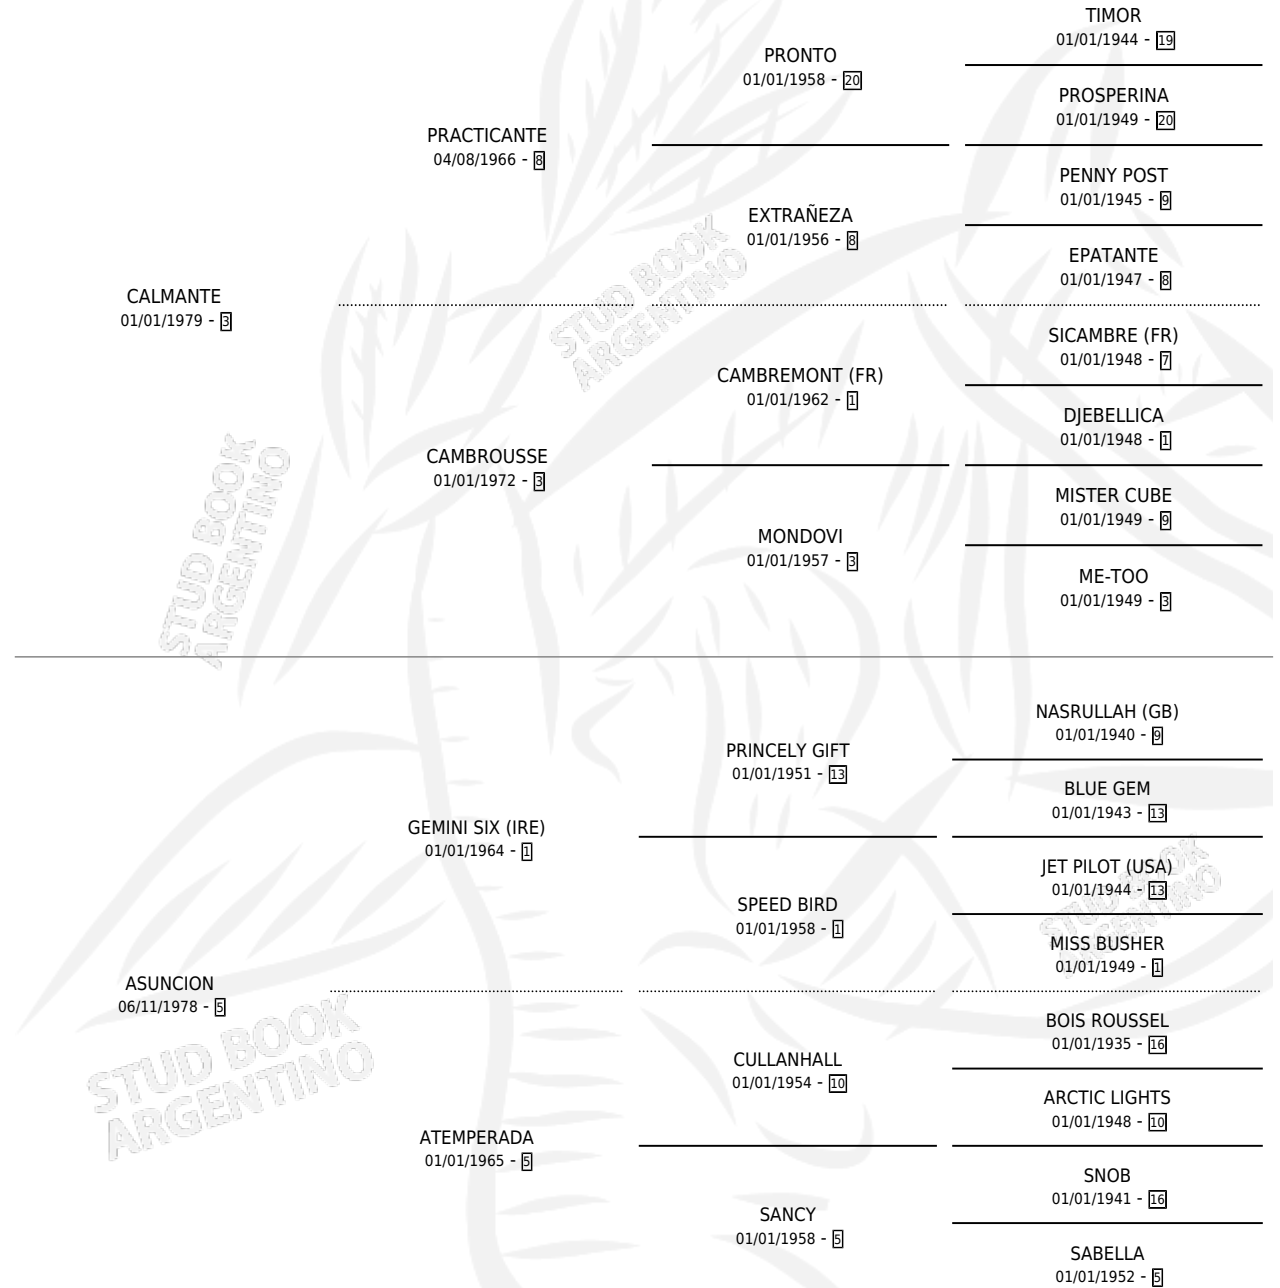 TIMOR
01/01/1944 - 19
PRONTO
01/01/1958 - 20
PROSPERINA
01/01/1949 - 20
PRACTICANTE
04/08/1966 - 8
PENNY POST
01/01/1945 - 9
EXTRAÑEZA
01/01/1956 - 8
EPATANTE
01/01/1947 - 8
CALMANTE
01/01/1979 - 3
SICAMBRE (FR)
01/01/1948 - 7
CAMBREMONT (FR)
01/01/1962 - 1
DJEBELLICA
01/01/1948 - 1
CAMBROUSSE
01/01/1972 - 3
MISTER CUBE
01/01/1949 - 9
MONDOVI
01/01/1957 - 3
ME-TOO
01/01/1949 - 3
NASRULLAH (GB)
01/01/1940 - 9
PRINCELY GIFT
01/01/1951 - 13
BLUE GEM
01/01/1943 - 13
GEMINI SIX (IRE)
01/01/1964 - 1
JET PILOT (USA)
01/01/1944 - 13
SPEED BIRD
01/01/1958 - 1
MISS BUSHER
01/01/1949 - 1
ASUNCION
06/11/1978 - 5
BOIS ROUSSEL
01/01/1935 - 16
CULLANHALL
01/01/1954 - 10
ARCTIC LIGHTS
01/01/1948 - 10
ATEMPERADA
01/01/1965 - 5
SNOB
01/01/1941 - 16
SANCY
01/01/1958 - 5
SABELLA
01/01/1952 - 5
STUD BOOK
ARGENTINO
STUD BOOK
ARGENTINO
STUD BOOK
ARGENTINO
STUD BOOK
ARGENTINO